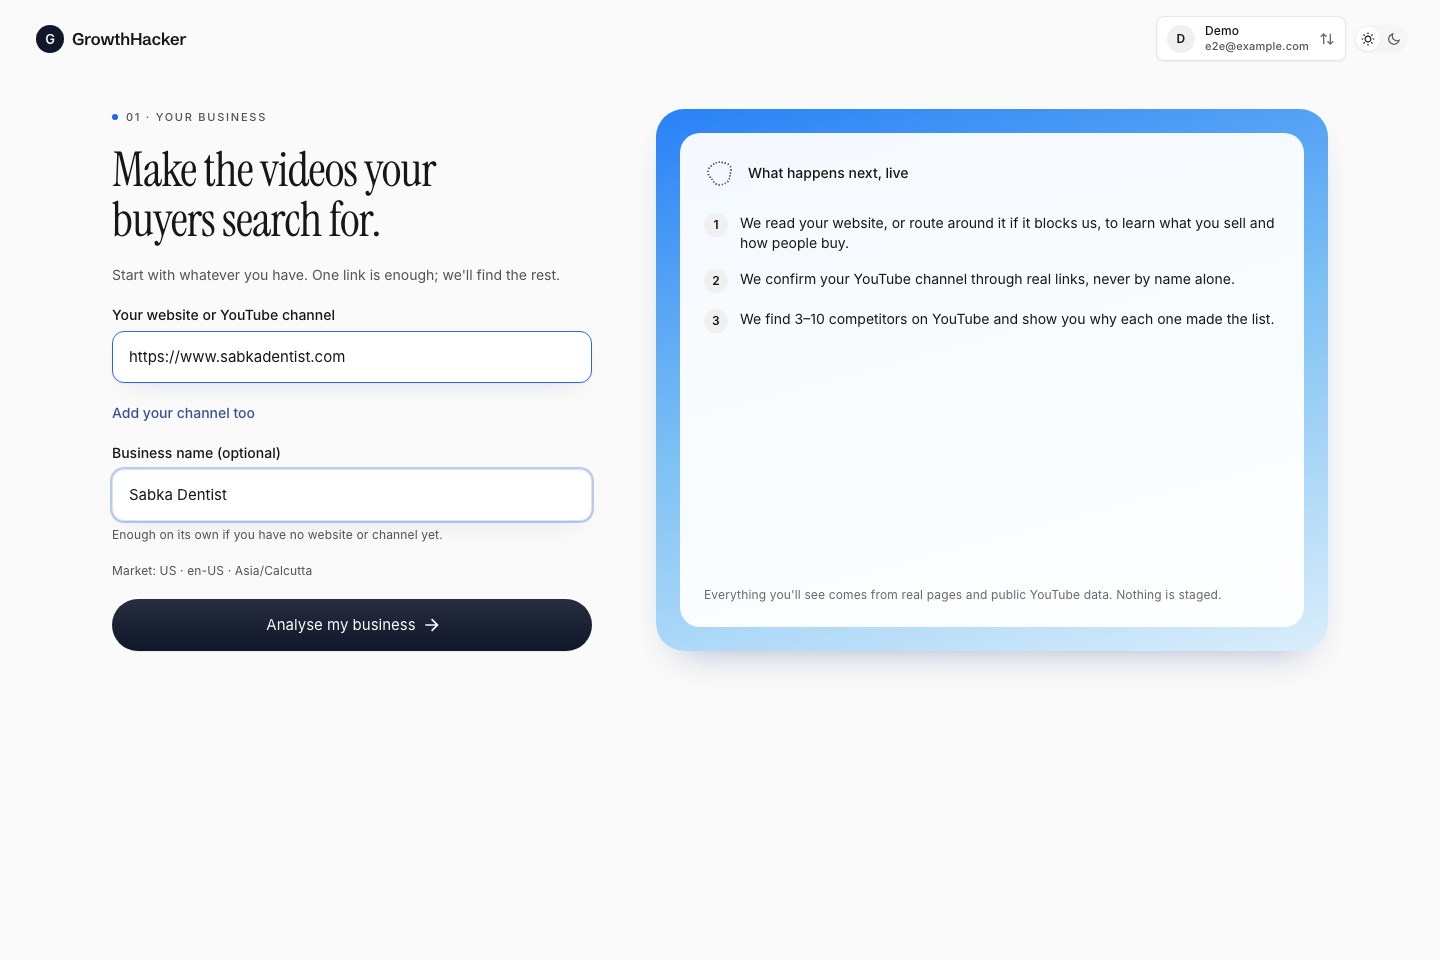 G GrowthHacker
D Demo
e2e@example.com
01 · YOUR BUSINESS
Make the videos your
buyers search for.
Start with whatever you have. One link is enough; we'll find the rest.
Your website or YouTube channel
https://www.sabkadentist.com
Add your channel too
Business name (optional)
Sabka Dentist
Enough on its own if you have no website or channel yet.
Market: US · en-US · Asia/Calcutta
Analyse my business →
What happens next, live
1 We read your website, or route around it if it blocks us, to learn what you sell and
how people buy.
2 We confirm your YouTube channel through real links, never by name alone.
3 We find 3–10 competitors on YouTube and show you why each one made the list.
Everything you'll see comes from real pages and public YouTube data. Nothing is staged.